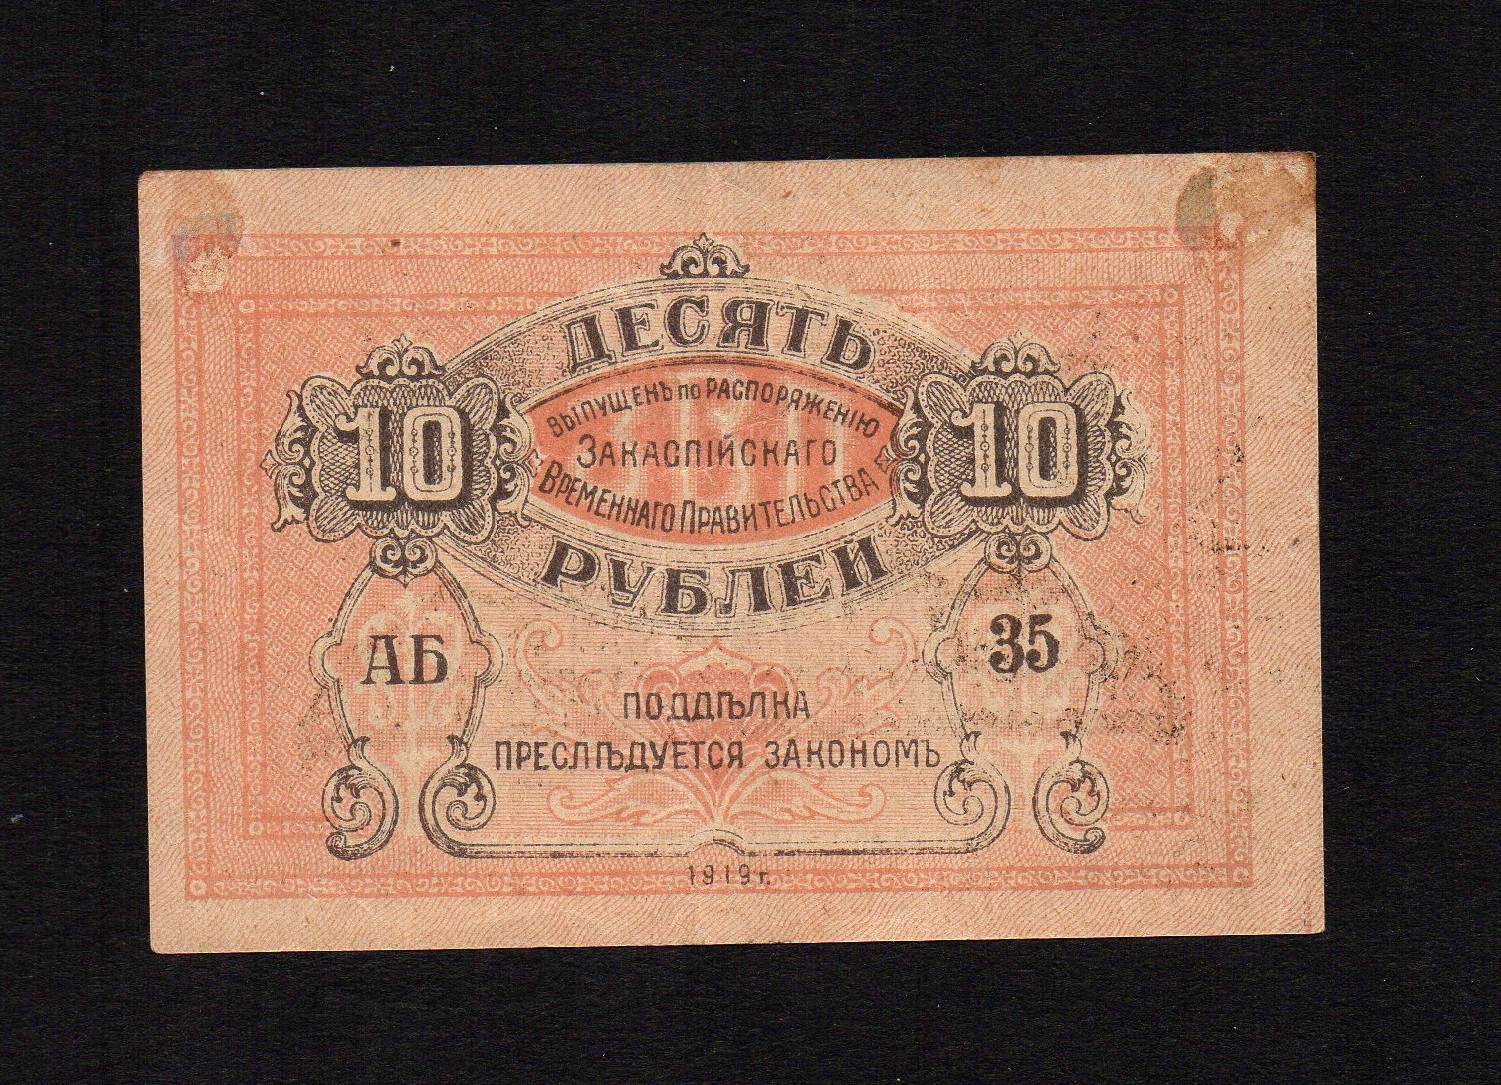 ДЕСЯТЬ
10 10
ВЫПУЩЕНЪ ПО РАСПОРЯЖЕНІЮ
ЗАКАСПІЙСКАГО
ВРЕМЕННАГО ПРАВИТЕЛЬСТВА
РУБЛЕЙ
АБ 35
ПОДДѢЛКА
ПРЕСЛѢДУЕТСЯ ЗАКОНОМЪ
1919 г.